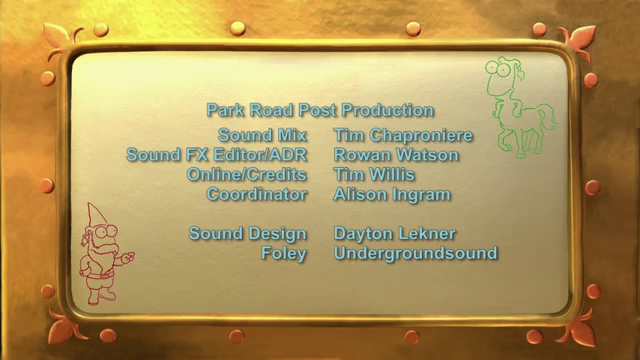 Park Road Post Production
Sound Mix Tim Chaproniere
Sound FX Editor/ADR Rowan Watson
Online/Credits Tim Willis
Coordinator Alison Ingram
Sound Design Dayton Lekner
Foley Undergroundsound